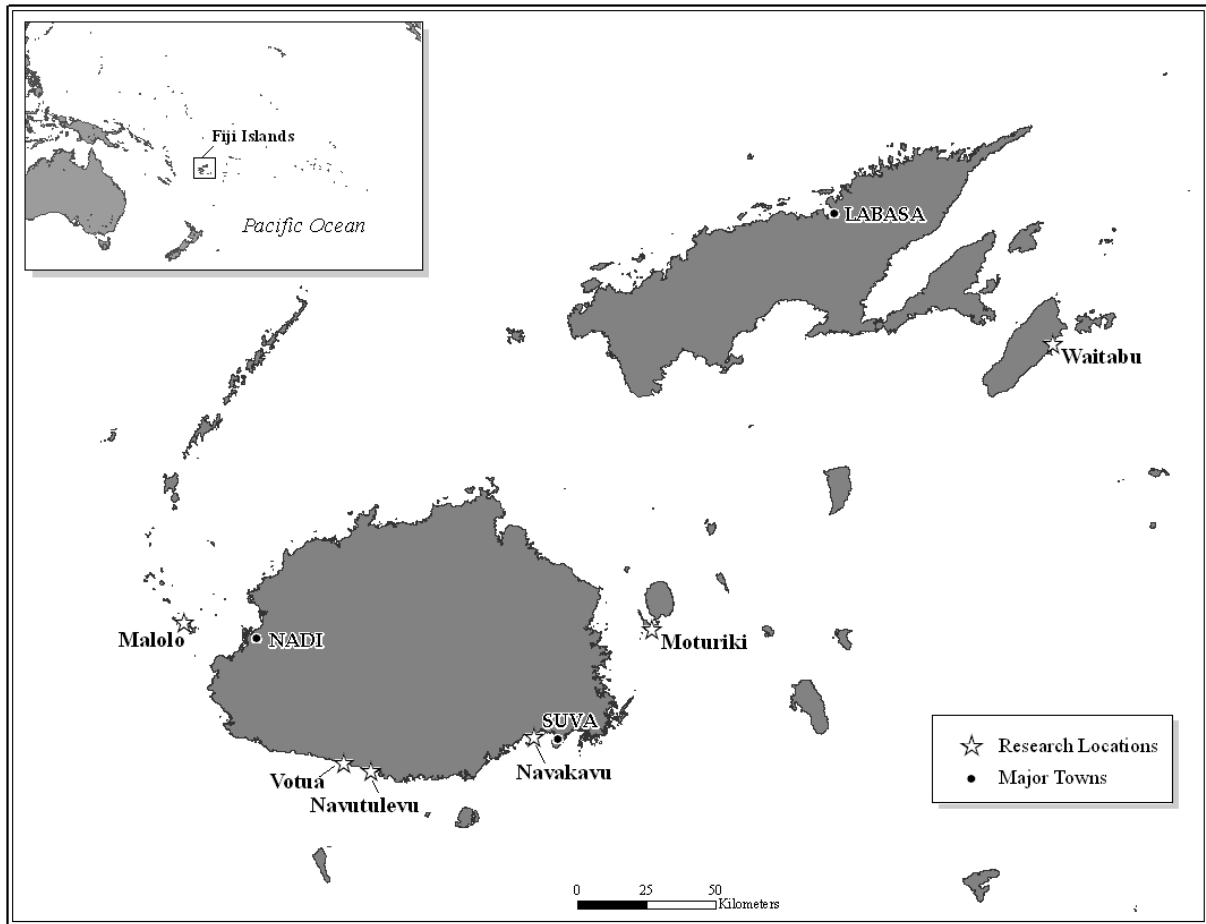 Fiji Islands
Pacific Ocean
LABASA
Waitabu
Malolo
NADI
Moturiki
SUVA
Navakavu
Votua
Navutulevu
Research Locations
Major Towns
0 25 50
Kilometers